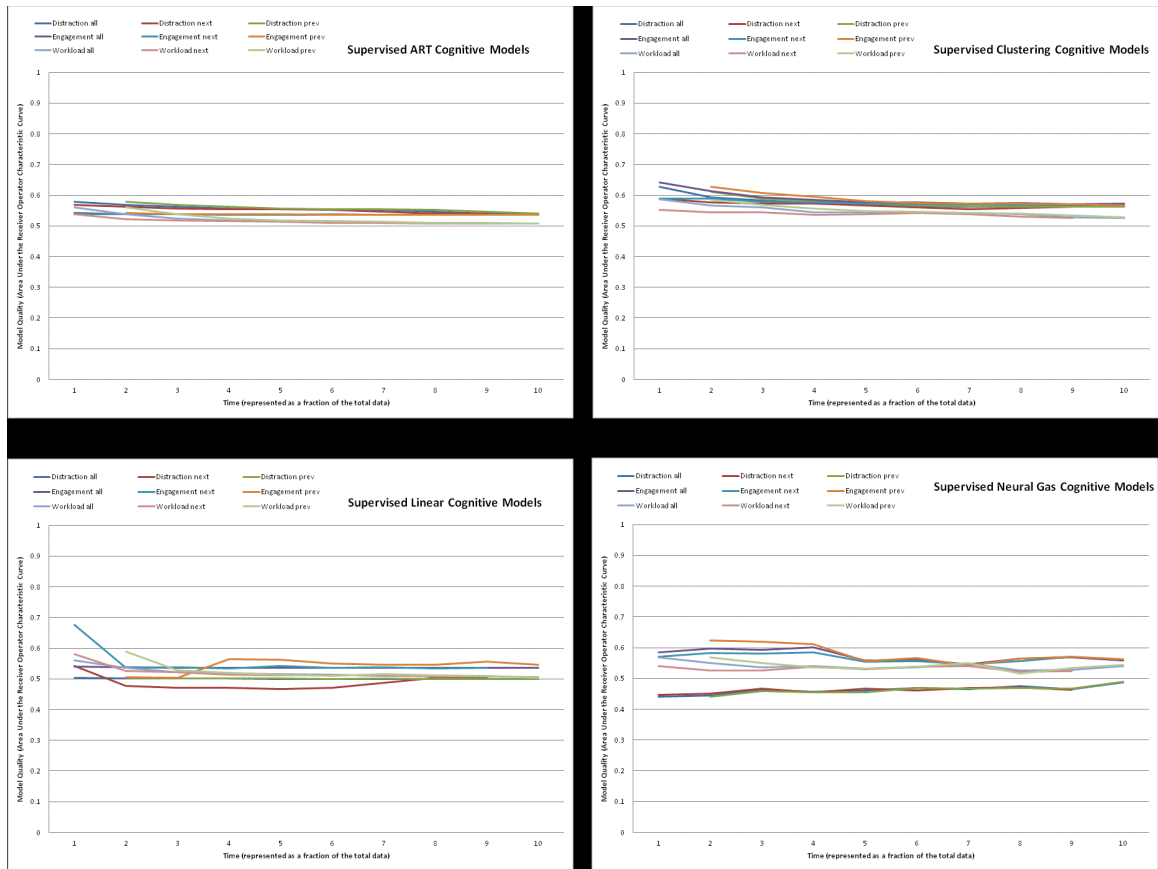 Distraction all Distraction next Distraction prev
Engagement all Engagement next Engagement prev
Workload all Workload next Workload prev
Supervised ART Cognitive Models
Model Quality (Area Under the Receiver Operator Characteristic Curve)
1
0.9
0.8
0.7
0.6
0.5
0.4
0.3
0.2
0.1
0
1 2 3 4 5 6 7 8 9 10
Time (represented as a fraction of the total data)
Distraction all Distraction next Distraction prev
Engagement all Engagement next Engagement prev
Workload all Workload next Workload prev
Supervised Clustering Cognitive Models
Model Quality (Area Under the Receiver Operator Characteristic Curve)
1
0.9
0.8
0.7
0.6
0.5
0.4
0.3
0.2
0.1
0
1 2 3 4 5 6 7 8 9 10
Time (represented as a fraction of the total data)
Distraction all Distraction next Distraction prev
Engagement all Engagement next Engagement prev
Workload all Workload next Workload prev
Supervised Linear Cognitive Models
Model Quality (Area Under the Receiver Operator Characteristic Curve)
1
0.9
0.8
0.7
0.6
0.5
0.4
0.3
0.2
0.1
0
1 2 3 4 5 6 7 8 9 10
Time (represented as a fraction of the total data)
Distraction all Distraction next Distraction prev
Engagement all Engagement next Engagement prev
Workload all Workload next Workload prev
Supervised Neural Gas Cognitive Models
Model Quality (Area Under the Receiver Operator Characteristic Curve)
1
0.9
0.8
0.7
0.6
0.5
0.4
0.3
0.2
0.1
0
1 2 3 4 5 6 7 8 9 10
Time (represented as a fraction of the total data)